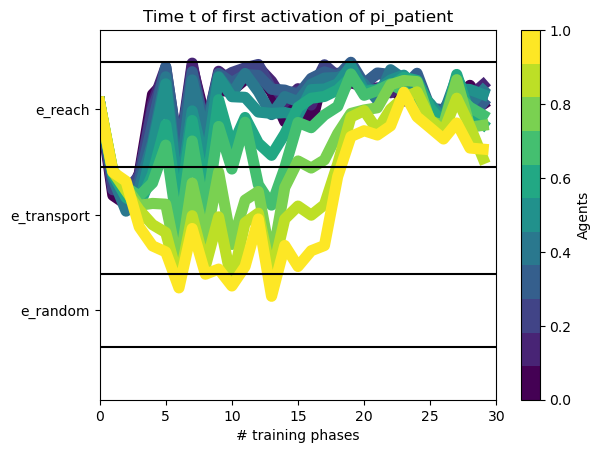 Time t of first activation of pi_patient
e_reach
e_transport
e_random
0
5
10
15
20
25
30
# training phases
1.0
0.8
0.6
0.4
0.2
0.0
Agents